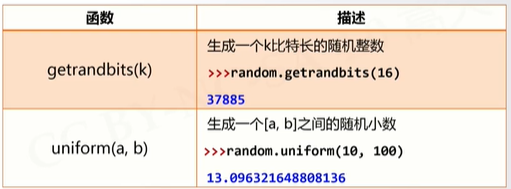 函数 描述
getrandbits(k)
生成一个k比特长的随机整数
>>>random.getrandbits(16)
37885
uniform(a, b)
生成一个[a, b]之间的随机小数
>>>random.uniform(10, 100)
13.096321648808136